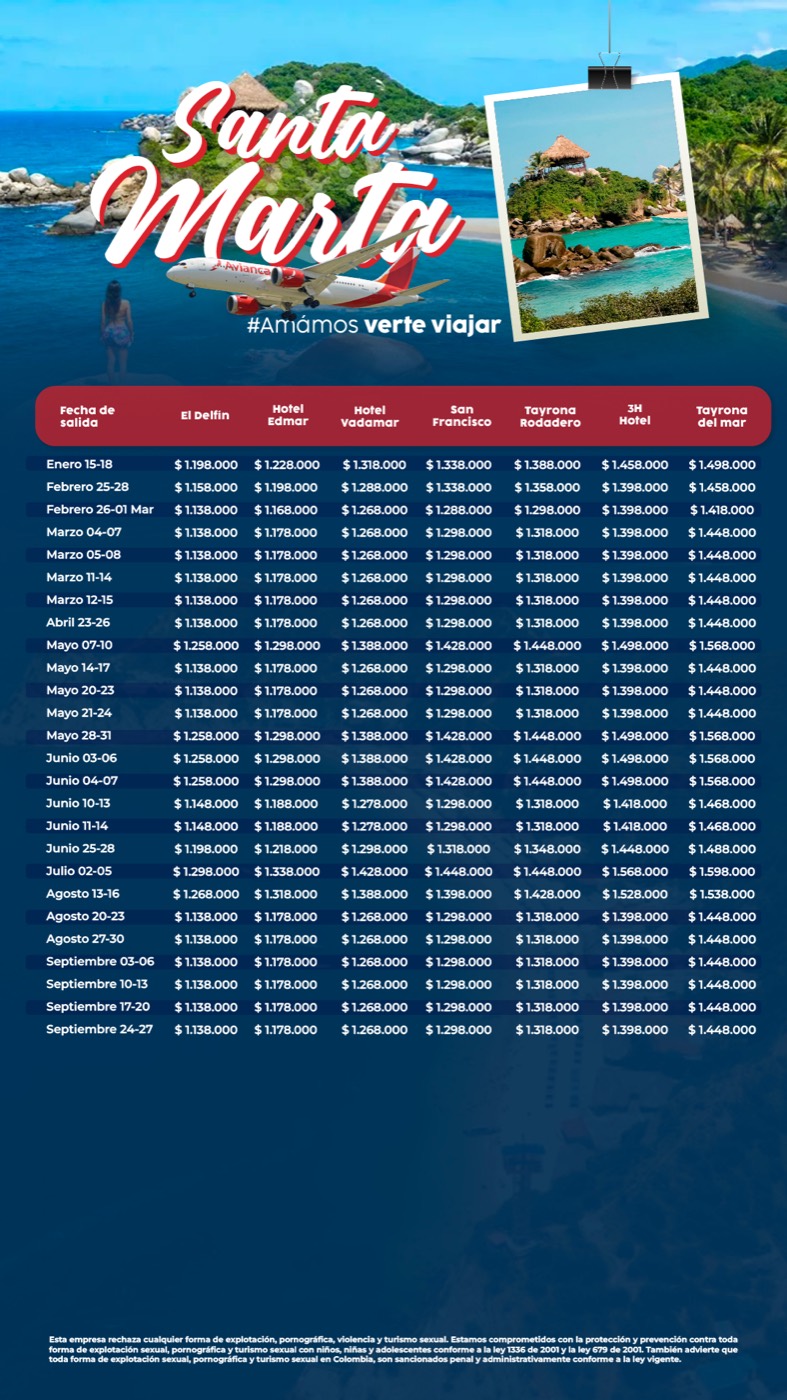 Santa
Marta
Avianca
#Amámos verte viajar
Fecha de salida El Delfin Hotel Edmar Hotel Vadamar San Francisco Tayrona Rodadero 3H Hotel Tayrona del mar
Enero 15-18 $ 1.198.000 $ 1.228.000 $ 1.318.000 $ 1.338.000 $ 1.388.000 $ 1.458.000 $ 1.498.000
Febrero 25-28 $ 1.158.000 $ 1.198.000 $ 1.288.000 $ 1.338.000 $ 1.358.000 $ 1.398.000 $ 1.458.000
Febrero 26-01 Mar $ 1.138.000 $ 1.168.000 $ 1.268.000 $ 1.288.000 $ 1.298.000 $ 1.398.000 $ 1.418.000
Marzo 04-07 $ 1.138.000 $ 1.178.000 $ 1.268.000 $ 1.298.000 $ 1.318.000 $ 1.398.000 $ 1.448.000
Marzo 05-08 $ 1.138.000 $ 1.178.000 $ 1.268.000 $ 1.298.000 $ 1.318.000 $ 1.398.000 $ 1.448.000
Marzo 11-14 $ 1.138.000 $ 1.178.000 $ 1.268.000 $ 1.298.000 $ 1.318.000 $ 1.398.000 $ 1.448.000
Marzo 12-15 $ 1.138.000 $ 1.178.000 $ 1.268.000 $ 1.298.000 $ 1.318.000 $ 1.398.000 $ 1.448.000
Abril 23-26 $ 1.138.000 $ 1.178.000 $ 1.268.000 $ 1.298.000 $ 1.318.000 $ 1.398.000 $ 1.448.000
Mayo 07-10 $ 1.258.000 $ 1.298.000 $ 1.388.000 $ 1.428.000 $ 1.448.000 $ 1.498.000 $ 1.568.000
Mayo 14-17 $ 1.138.000 $ 1.178.000 $ 1.268.000 $ 1.298.000 $ 1.318.000 $ 1.398.000 $ 1.448.000
Mayo 20-23 $ 1.138.000 $ 1.178.000 $ 1.268.000 $ 1.298.000 $ 1.318.000 $ 1.398.000 $ 1.448.000
Mayo 21-24 $ 1.138.000 $ 1.178.000 $ 1.268.000 $ 1.298.000 $ 1.318.000 $ 1.398.000 $ 1.448.000
Mayo 28-31 $ 1.258.000 $ 1.298.000 $ 1.388.000 $ 1.428.000 $ 1.448.000 $ 1.498.000 $ 1.568.000
Junio 03-06 $ 1.258.000 $ 1.298.000 $ 1.388.000 $ 1.428.000 $ 1.448.000 $ 1.498.000 $ 1.568.000
Junio 04-07 $ 1.258.000 $ 1.298.000 $ 1.388.000 $ 1.428.000 $ 1.448.000 $ 1.498.000 $ 1.568.000
Junio 10-13 $ 1.148.000 $ 1.188.000 $ 1.278.000 $ 1.298.000 $ 1.318.000 $ 1.418.000 $ 1.468.000
Junio 11-14 $ 1.148.000 $ 1.188.000 $ 1.278.000 $ 1.298.000 $ 1.318.000 $ 1.418.000 $ 1.468.000
Junio 25-28 $ 1.198.000 $ 1.218.000 $ 1.298.000 $ 1.318.000 $ 1.348.000 $ 1.448.000 $ 1.488.000
Julio 02-05 $ 1.298.000 $ 1.338.000 $ 1.428.000 $ 1.448.000 $ 1.448.000 $ 1.568.000 $ 1.598.000
Agosto 13-16 $ 1.268.000 $ 1.318.000 $ 1.388.000 $ 1.398.000 $ 1.428.000 $ 1.528.000 $ 1.538.000
Agosto 20-23 $ 1.138.000 $ 1.178.000 $ 1.268.000 $ 1.298.000 $ 1.318.000 $ 1.398.000 $ 1.448.000
Agosto 27-30 $ 1.138.000 $ 1.178.000 $ 1.268.000 $ 1.298.000 $ 1.318.000 $ 1.398.000 $ 1.448.000
Septiembre 03-06 $ 1.138.000 $ 1.178.000 $ 1.268.000 $ 1.298.000 $ 1.318.000 $ 1.398.000 $ 1.448.000
Septiembre 10-13 $ 1.138.000 $ 1.178.000 $ 1.268.000 $ 1.298.000 $ 1.318.000 $ 1.398.000 $ 1.448.000
Septiembre 17-20 $ 1.138.000 $ 1.178.000 $ 1.268.000 $ 1.298.000 $ 1.318.000 $ 1.398.000 $ 1.448.000
Septiembre 24-27 $ 1.138.000 $ 1.178.000 $ 1.268.000 $ 1.298.000 $ 1.318.000 $ 1.398.000 $ 1.448.000
Esta empresa rechaza cualquier forma de explotación, pornográfica, violencia y turismo sexual. Estamos comprometidos con la protección y prevención contra toda
forma de explotación sexual, pornográfica y turismo sexual con niños, niñas y adolescentes conforme a la ley 1336 de 2001 y la ley 679 de 2001. También advierte que
toda forma de explotación sexual, pornográfica y turismo sexual en Colombia, son sancionados penal y administrativamente conforme a la ley vigente.